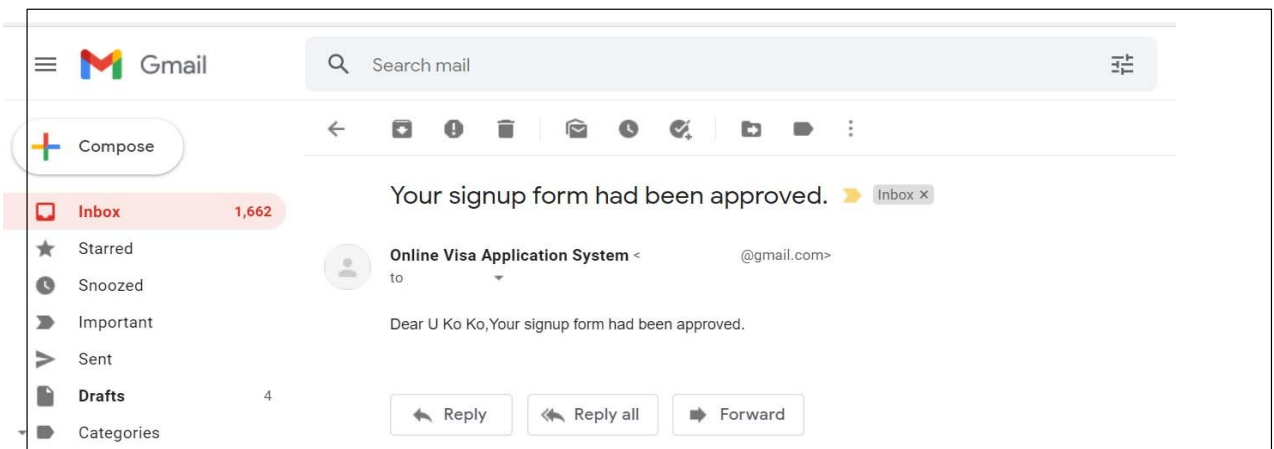 Gmail
Search mail
Compose
Your signup form had been approved. Inbox ×
Inbox 1,662
Starred
Online Visa Application System < @gmail.com>
to
Snoozed
Important
Dear U Ko Ko,Your signup form had been approved.
Sent
Drafts 4
Reply Reply all Forward
Categories